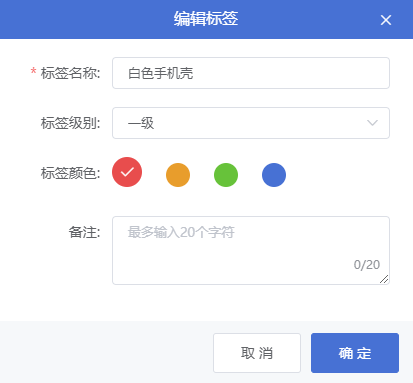 编辑标签
* 标签名称: 白色手机壳
标签级别: 一级
标签颜色:
备注: 最多输入20个字符
0/20
取消 确定